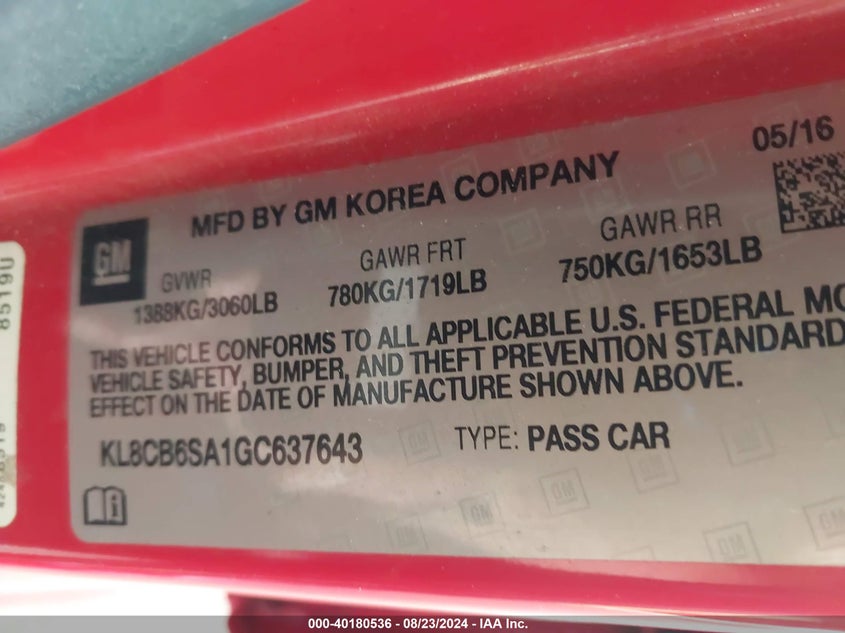 05/16
MFD BY GM KOREA COMPANY
GM
GVWR
GAWR FRT
GAWR RR
1388KG/3060LB
780KG/1719LB
750KG/1653LB
THIS VEHICLE CONFORMS TO ALL APPLICABLE U.S. FEDERAL MO
VEHICLE SAFETY, BUMPER, AND THEFT PREVENTION STANDARD
EFFECT ON THE DATE OF MANUFACTURE SHOWN ABOVE.
KL8CB6SA1GC637643
TYPE: PASS CAR
8519U
000-40180536 - 08/23/2024 - IAA Inc.